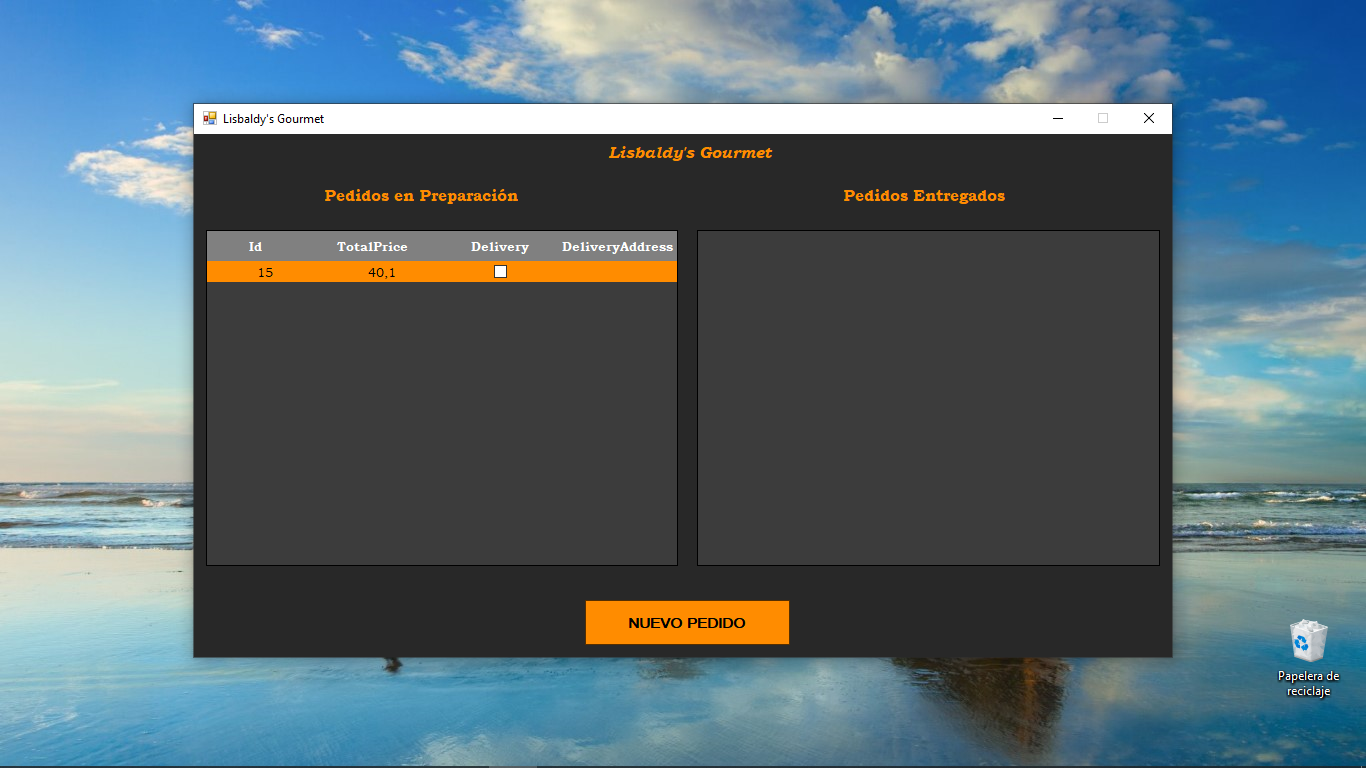 Lisbaldy's Gourmet
Lisbaldy's Gourmet
Pedidos en Preparación
Pedidos Entregados
Id TotalPrice Delivery DeliveryAddress
15 40,1
NUEVO PEDIDO
Papelera de
reciclaje